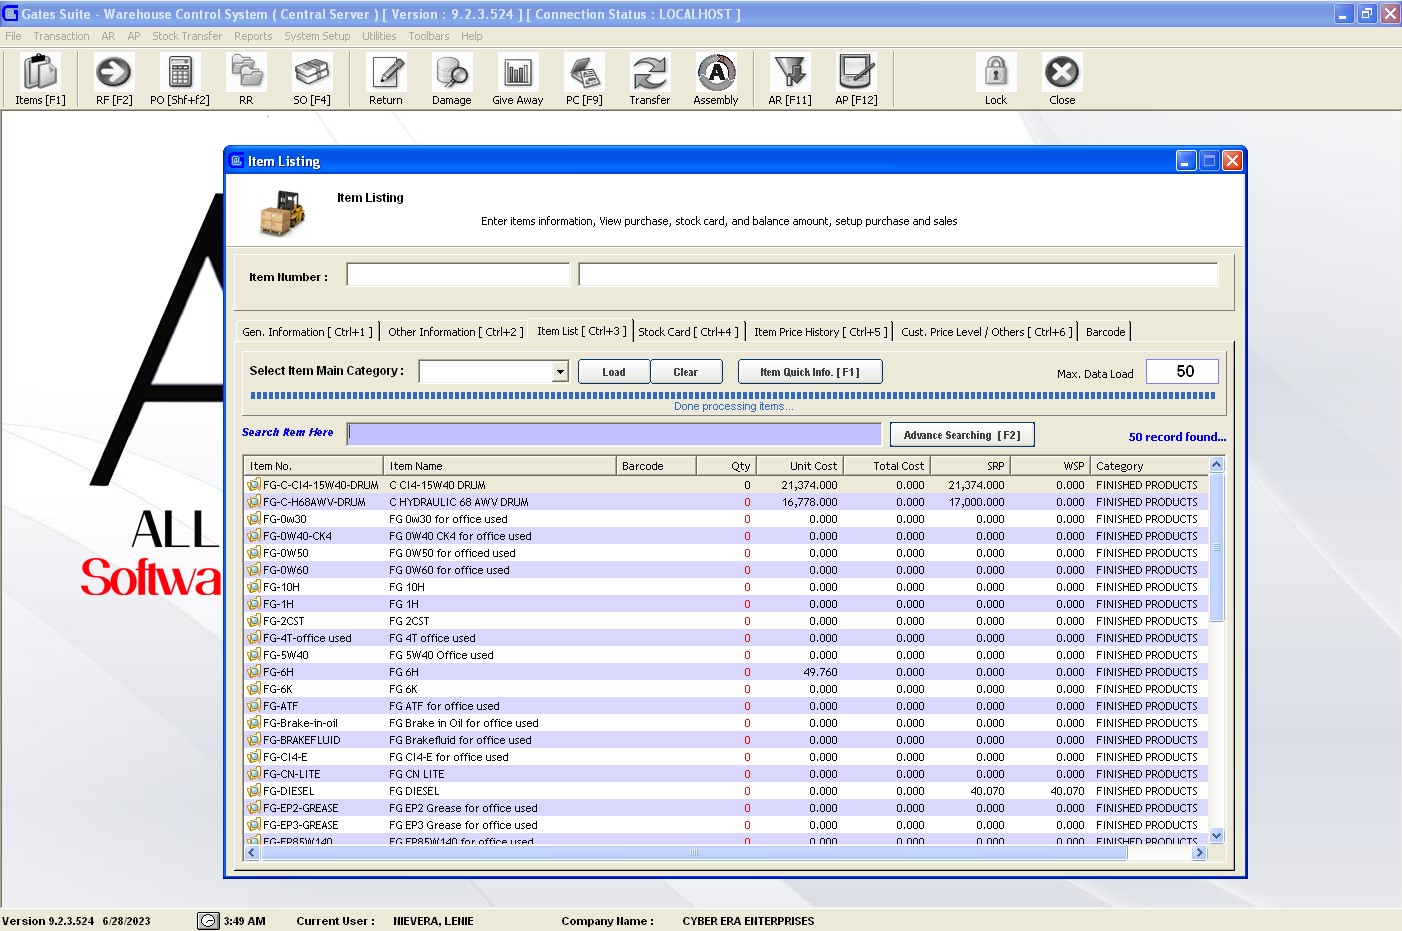 Gates Suite - Warehouse Control System ( Central Server ) [ Version : 9.2.3.524 ] [ Connection Status : LOCALHOST ]
File Transaction AR AP Stock Transfer Reports System Setup Utilities Toolbars Help
Items [F1] RF [F2] PO [Shf+f2] RR SO [F4] Return Damage Give Away PC [F9] Transfer Assembly AR [F11] AP [F12] Lock Close
Item Listing
Item Listing
Enter items information, View purchase, stock card, and balance amount, setup purchase and sales
Item Number :
Gen. Information [ Ctrl+1 ] Other Information [ Ctrl+2 ] Item List [ Ctrl+3 ] Stock Card [ Ctrl+4 ] Item Price History [ Ctrl+5 ] Cust. Price Level / Others [ Ctrl+6 ] Barcode
Select Item Main Category : Load Clear Item Quick Info. [ F1 ] Max. Data Load 50
Done processing items...
Search Item Here Advance Searching [ F2 ] 50 record found...
Item No. Item Name Barcode Qty Unit Cost Total Cost SRP WSP Category
FG-C-CI4-15W40-DRUM C CI4-15W40 DRUM 0 21,374.000 0.000 21,374.000 0.000 FINISHED PRODUCTS
FG-C-H68AWV-DRUM C HYDRAULIC 68 AWV DRUM 0 16,778.000 0.000 17,000.000 0.000 FINISHED PRODUCTS
FG-0w30 FG 0w30 for office used 0 0.000 0.000 0.000 0.000 FINISHED PRODUCTS
FG-0W40-CK4 FG 0W40 CK4 for office used 0 0.000 0.000 0.000 0.000 FINISHED PRODUCTS
FG-0W50 FG 0W50 for officed used 0 0.000 0.000 0.000 0.000 FINISHED PRODUCTS
FG-0W60 FG 0W60 for office used 0 0.000 0.000 0.000 0.000 FINISHED PRODUCTS
FG-10H FG 10H 0 0.000 0.000 0.000 0.000 FINISHED PRODUCTS
FG-1H FG 1H 0 0.000 0.000 0.000 0.000 FINISHED PRODUCTS
FG-2CST FG 2CST 0 0.000 0.000 0.000 0.000 FINISHED PRODUCTS
FG-4T-office used FG 4T office used 0 0.000 0.000 0.000 0.000 FINISHED PRODUCTS
FG-5W40 FG 5W40 Office used 0 0.000 0.000 0.000 0.000 FINISHED PRODUCTS
FG-6H FG 6H 0 49.760 0.000 0.000 0.000 FINISHED PRODUCTS
FG-6K FG 6K 0 0.000 0.000 0.000 0.000 FINISHED PRODUCTS
FG-ATF FG ATF for office used 0 0.000 0.000 0.000 0.000 FINISHED PRODUCTS
FG-Brake-in-oil FG Brake in Oil for office used 0 0.000 0.000 0.000 0.000 FINISHED PRODUCTS
FG-BRAKEFLUID FG Brakefluid for office used 0 0.000 0.000 0.000 0.000 FINISHED PRODUCTS
FG-CI4-E FG CI4-E for office used 0 0.000 0.000 0.000 0.000 FINISHED PRODUCTS
FG-CN-LITE FG CN LITE 0 0.000 0.000 0.000 0.000 FINISHED PRODUCTS
FG-DIESEL FG DIESEL 0 0.000 0.000 40.070 40.070 FINISHED PRODUCTS
FG-EP2-GREASE FG EP2 Grease for office used 0 0.000 0.000 0.000 0.000 FINISHED PRODUCTS
FG-EP3-GREASE FG EP3 Grease for office used 0 0.000 0.000 0.000 0.000 FINISHED PRODUCTS
FG-EP85W140 FG EP85W140 for office used 0 0.000 0.000 0.000 0.000 FINISHED PRODUCTS
A
ALL
Softwa
Version 9.2.3.524 6/28/2023 3:49 AM Current User : NIEVERA, LENIE Company Name : CYBER ERA ENTERPRISES